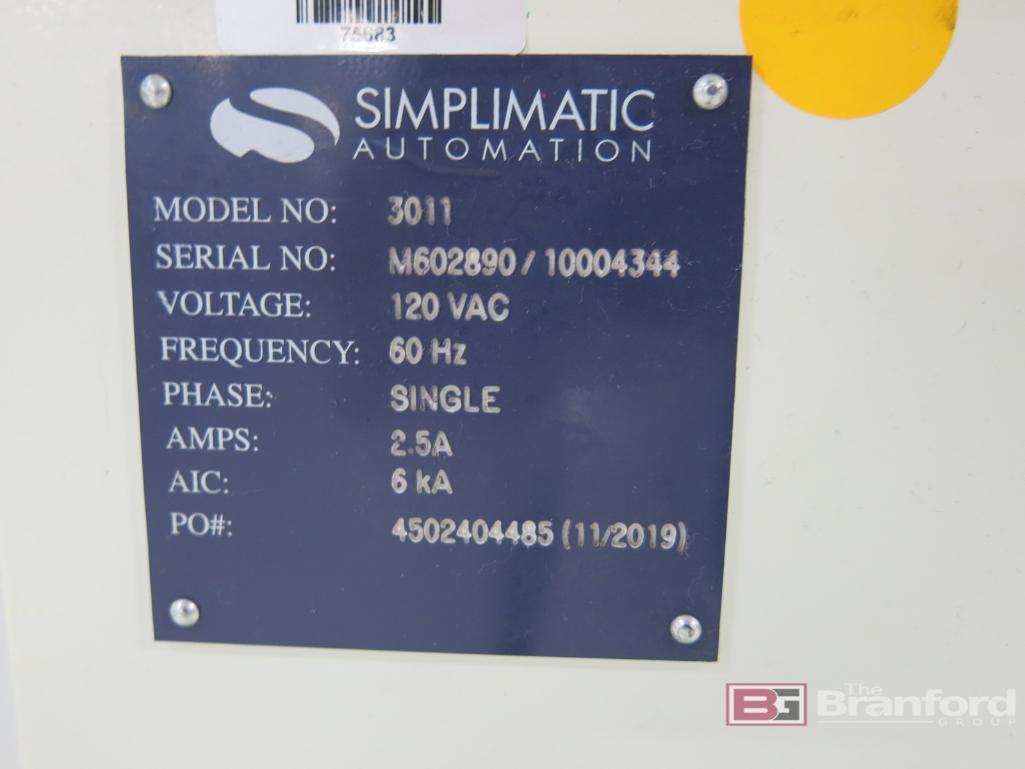 75683
SIMPLIMATIC
AUTOMATION
MODEL NO: 3011
SERIAL NO: M602890 / 10004344
VOLTAGE: 120 VAC
FREQUENCY: 60 Hz
PHASE: SINGLE
AMPS: 2.5A
AIC: 6 kA
PO#: 4502404485 (11/2019)
BG The Branford
GROUP